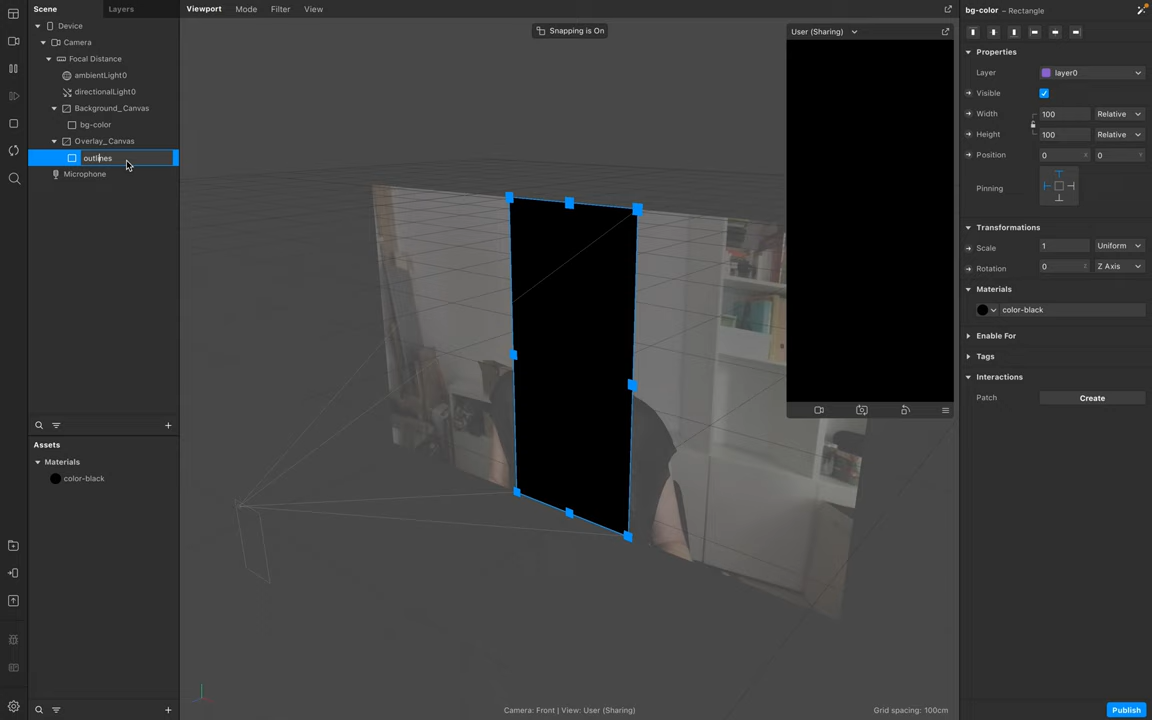 Scene
Layers
Device
Camera
Focal Distance
ambientLight0
directionalLight0
Background_Canvas
bg-color
Overlay_Canvas
outlines
Microphone
Assets
Materials
color-black
Viewport
Mode
Filter
View
Snapping is On
User (Sharing)
Camera: Front | View: User (Sharing)
Grid spacing: 100cm
bg-color – Rectangle
Properties
Layer
layer0
Visible
Width
100
Relative
Height
100
Relative
Position
0
X
0
Y
Pinning
Transformations
Scale
1
Uniform
Rotation
0
Z Axis
Materials
color-black
Enable For
Tags
Interactions
Patch
Create
Publish